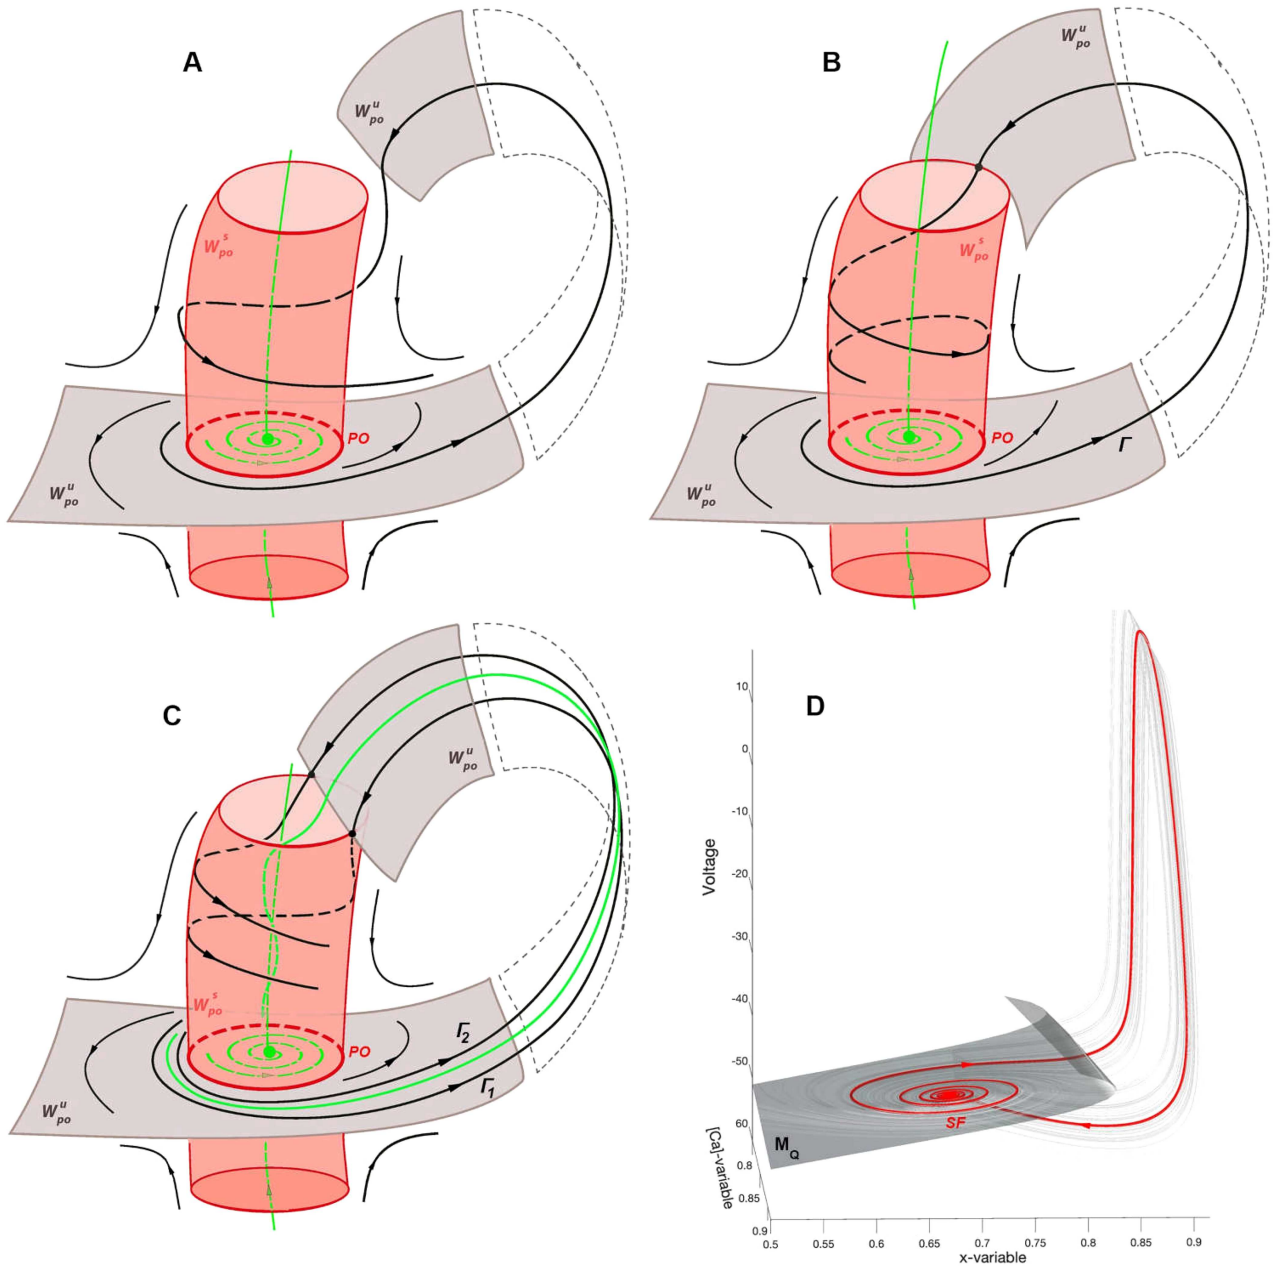 A
W^u_po
W^s_po
PO
W^u_po
B
W^u_po
W^s_po
PO
Γ
W^u_po
C
W^u_po
W^s_po
PO
Γ2
Γ1
W^u_po
D
10
0
-10
-20
-30
-40
-50
60
Voltage
[Ca]-variable
0.8
0.85
0.9
MQ
SF
0.5
0.55
0.6
0.65
0.7
0.75
0.8
0.85
0.9
x-variable